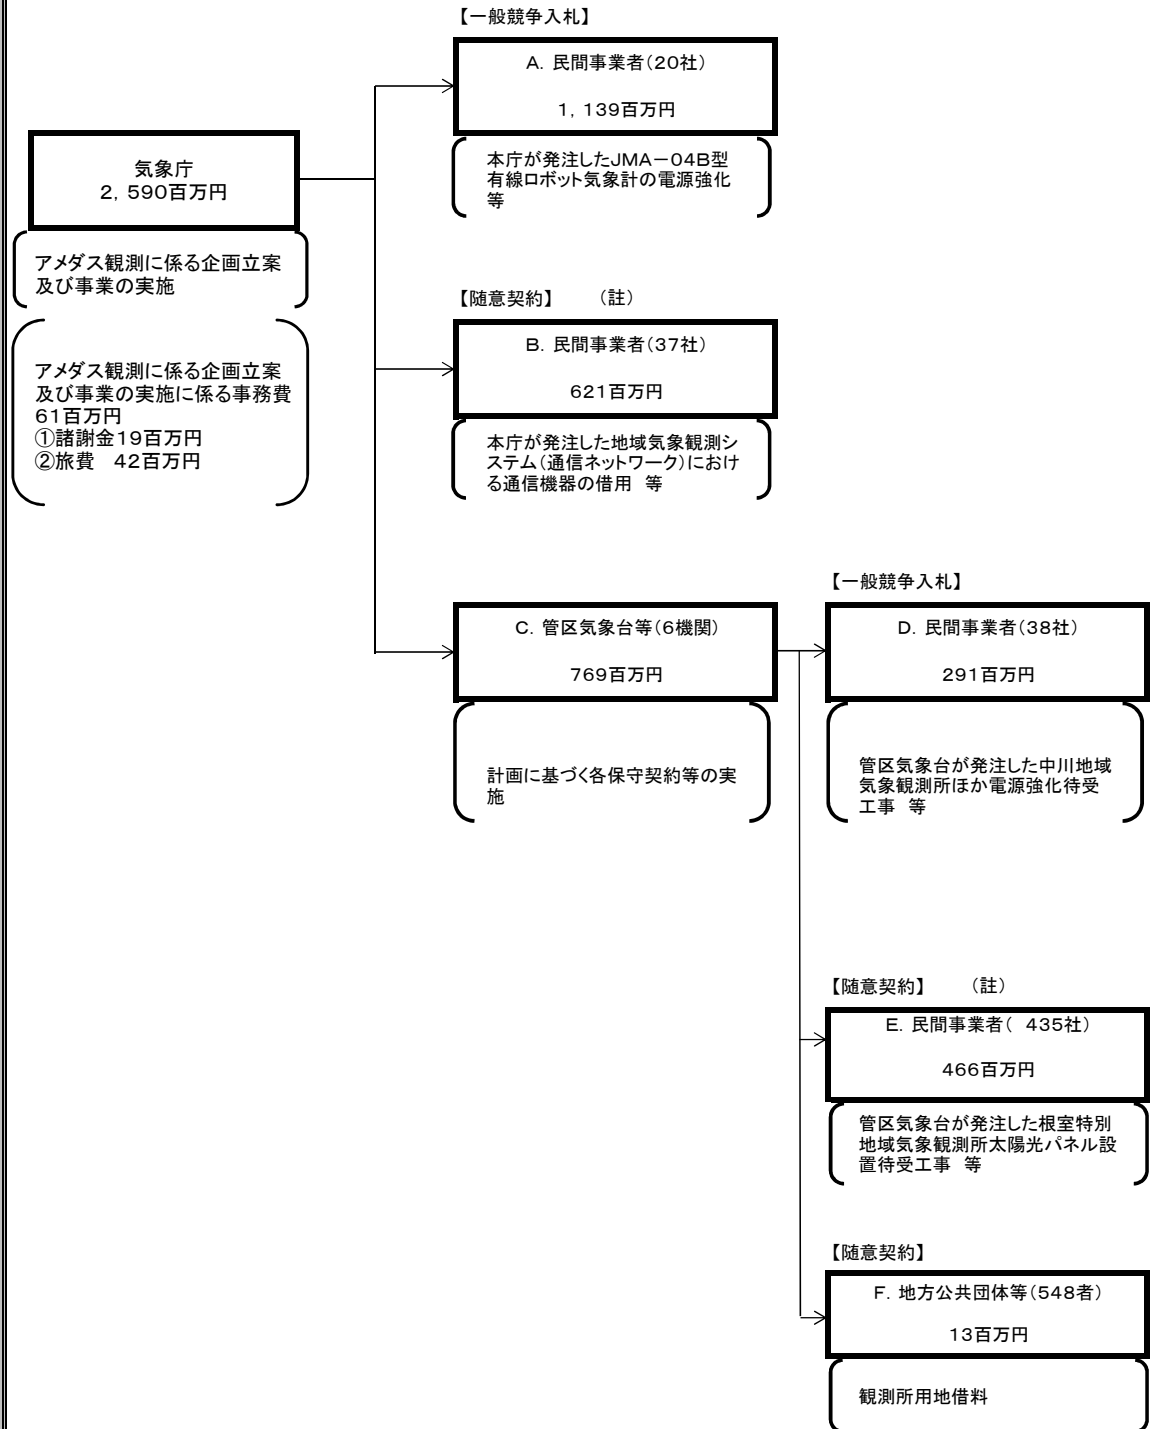 【一般競争入札】
A．民間事業者（20社）
1，139百万円
本庁が発注したJMA－04B型
有線ロボット気象計の電源強化
等
気象庁
2，590百万円
アメダス観測に係る企画立案
及び事業の実施
アメダス観測に係る企画立案
及び事業の実施に係る事務費
61百万円
①諸謝金19百万円
②旅費　42百万円
【随意契約】　（註）
B．民間事業者（37社）
621百万円
本庁が発注した地域気象観測シ
ステム（通信ネットワーク）におけ
る通信機器の借用　等
C．管区気象台等（6機関）
769百万円
計画に基づく各保守契約等の実
施
【一般競争入札】
D．民間事業者（38社）
291百万円
管区気象台が発注した中川地域
気象観測所ほか電源強化待受
工事　等
【随意契約】　（註）
E．民間事業者（　435社）
466百万円
管区気象台が発注した根室特別
地域気象観測所太陽光パネル設
置待受工事　等
【随意契約】
F．地方公共団体等（548者）
13百万円
観測所用地借料